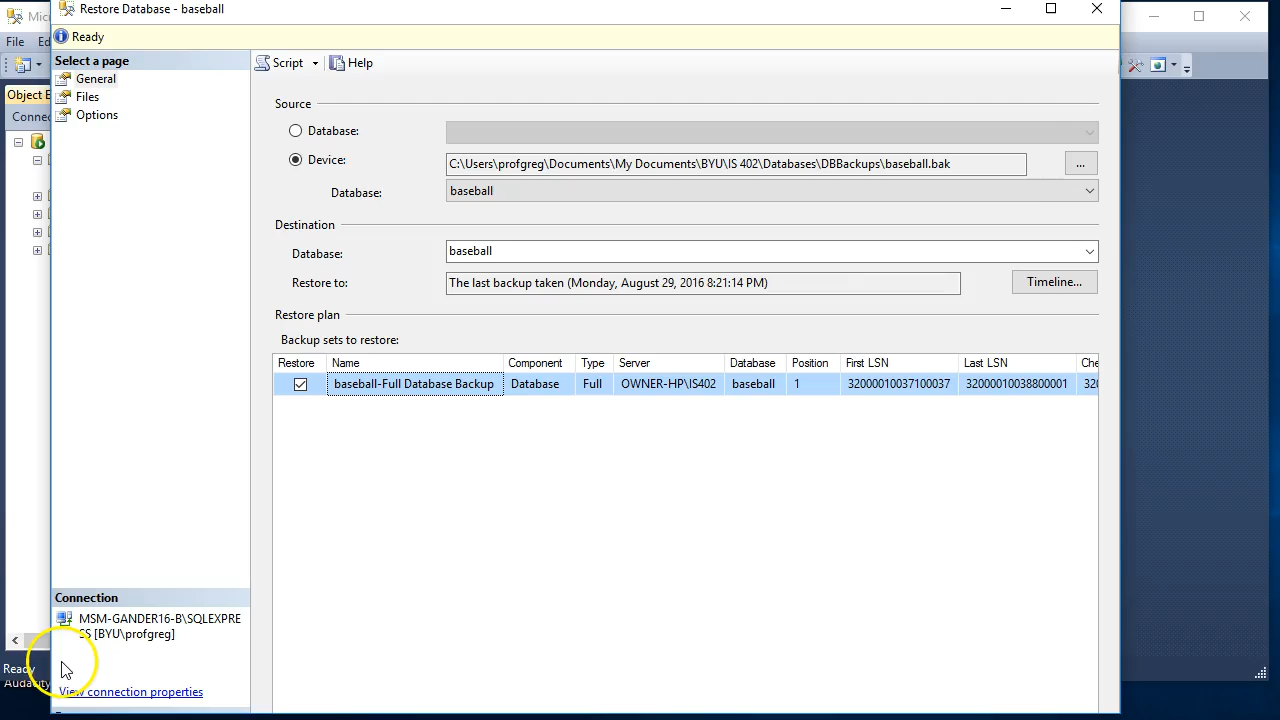 Mic
Restore Database - baseball
File Ed
Ready
Select a page
General
Files
Options
Script
Help
Object E
Connec
Source
Database:
Device:
C:\Users\profgreg\Documents\My Documents\BYU\IS 402\Databases\DBBackups\baseball.bak
...
Database:
baseball
Destination
Database:
baseball
Restore to:
The last backup taken (Monday, August 29, 2016 8:21:14 PM)
Timeline...
Restore plan
Backup sets to restore:
Restore Name Component Type Server Database Position First LSN Last LSN Che
baseball-Full Database Backup Database Full OWNER-HP\IS402 baseball 1 32000010037100037 32000010038800001 320
Connection
MSM-GANDER16-B\SQLEXPRE
SS [BYU\profgreg]
View connection properties
Ready
Audacity